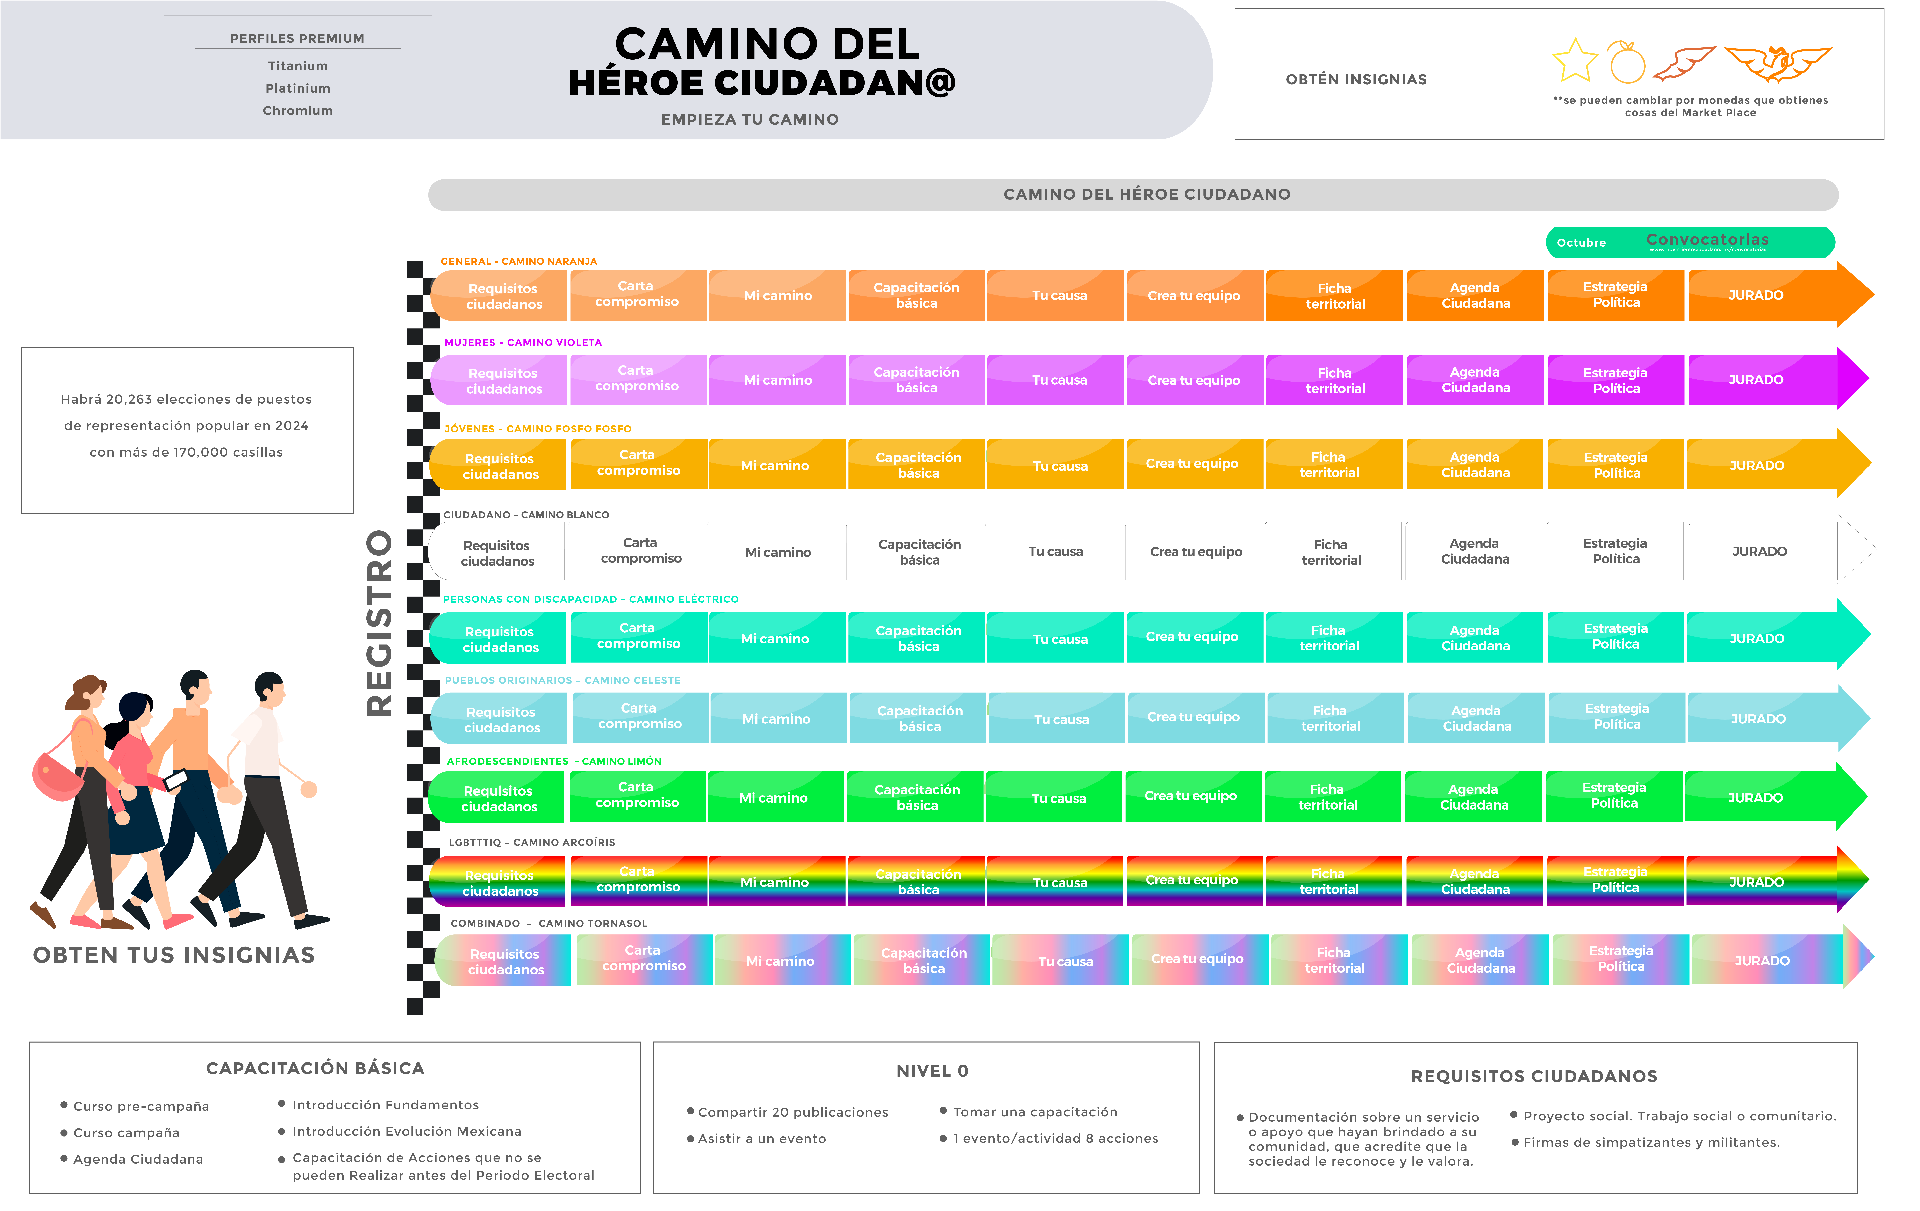 PERFILES PREMIUM
Titanium
Platinium
Chromium
CAMINO DEL
HÉROE CIUDADAN@
EMPIEZA TU CAMINO
OBTÉN INSIGNIAS
**se pueden cambiar por monedas que obtienes
cosas del Market Place
CAMINO DEL HÉROE CIUDADANO
Octubre
Convocatorias
Habrá 20,263 elecciones de puestos
de representación popular en 2024
con más de 170,000 casillas
REGISTRO
GENERAL - CAMINO NARANJA
Requisitos
ciudadanos
Carta
compromiso
Mi camino
Capacitación
básica
Tu causa
Crea tu equipo
Ficha
territorial
Agenda
Ciudadana
Estrategia
Política
JURADO
MUJERES - CAMINO VIOLETA
Requisitos
ciudadanos
Carta
compromiso
Mi camino
Capacitación
básica
Tu causa
Crea tu equipo
Ficha
territorial
Agenda
Ciudadana
Estrategia
Política
JURADO
JÓVENES - CAMINO FOSFO FOSFO
Requisitos
ciudadanos
Carta
compromiso
Mi camino
Capacitación
básica
Tu causa
Crea tu equipo
Ficha
territorial
Agenda
Ciudadana
Estrategia
Política
JURADO
CIUDADANO - CAMINO BLANCO
Requisitos
ciudadanos
Carta
compromiso
Mi camino
Capacitación
básica
Tu causa
Crea tu equipo
Ficha
territorial
Agenda
Ciudadana
Estrategia
Política
JURADO
PERSONAS CON DISCAPACIDAD - CAMINO ELÉCTRICO
Requisitos
ciudadanos
Carta
compromiso
Mi camino
Capacitación
básica
Tu causa
Crea tu equipo
Ficha
territorial
Agenda
Ciudadana
Estrategia
Política
JURADO
PUEBLOS ORIGINARIOS - CAMINO CELESTE
Requisitos
ciudadanos
Carta
compromiso
Mi camino
Capacitación
básica
Tu causa
Crea tu equipo
Ficha
territorial
Agenda
Ciudadana
Estrategia
Política
JURADO
AFRODESCENDIENTES - CAMINO LIMÓN
Requisitos
ciudadanos
Carta
compromiso
Mi camino
Capacitación
básica
Tu causa
Crea tu equipo
Ficha
territorial
Agenda
Ciudadana
Estrategia
Política
JURADO
LGBTTTIQ - CAMINO ARCOÍRIS
Requisitos
ciudadanos
Carta
compromiso
Mi camino
Capacitación
básica
Tu causa
Crea tu equipo
Ficha
territorial
Agenda
Ciudadana
Estrategia
Política
JURADO
COMBINADO - CAMINO TORNASOL
Requisitos
ciudadanos
Carta
compromiso
Mi camino
Capacitación
básica
Tu causa
Crea tu equipo
Ficha
territorial
Agenda
Ciudadana
Estrategia
Política
JURADO
OBTEN TUS INSIGNIAS
CAPACITACIÓN BÁSICA
• Curso pre-campaña
• Curso campaña
• Agenda Ciudadana
• Introducción Fundamentos
• Introducción Evolución Mexicana
• Capacitación de Acciones que no se
pueden Realizar antes del Periodo Electoral
NIVEL 0
• Compartir 20 publicaciones
• Asistir a un evento
• Tomar una capacitación
• 1 evento/actividad 8 acciones
REQUISITOS CIUDADANOS
• Documentación sobre un servicio
o apoyo que hayan brindado a su
comunidad, que acredite que la
sociedad le reconoce y le valora.
• Proyecto social. Trabajo social o comunitario.
• Firmas de simpatizantes y militantes.